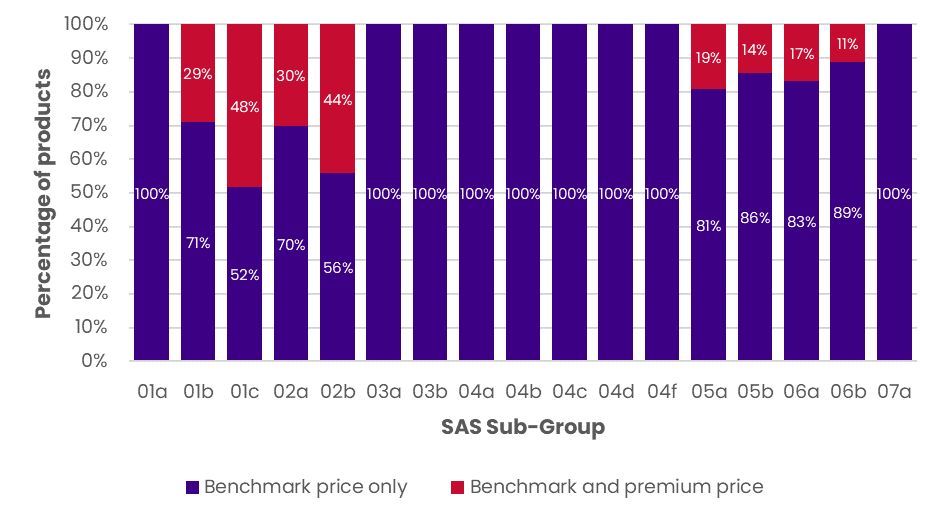 100%
90%
80%
70%
60%
50%
40%
30%
20%
10%
0%
Percentage of products
29% 48% 30% 44% 19% 14% 17% 11%
100% 71% 52% 70% 56% 100% 100% 100% 100% 100% 100% 100% 81% 86% 83% 89% 100%
01a 01b 01c 02a 02b 03a 03b 04a 04b 04c 04d 04f 05a 05b 06a 06b 07a
SAS Sub-Group
Benchmark price only Benchmark and premium price